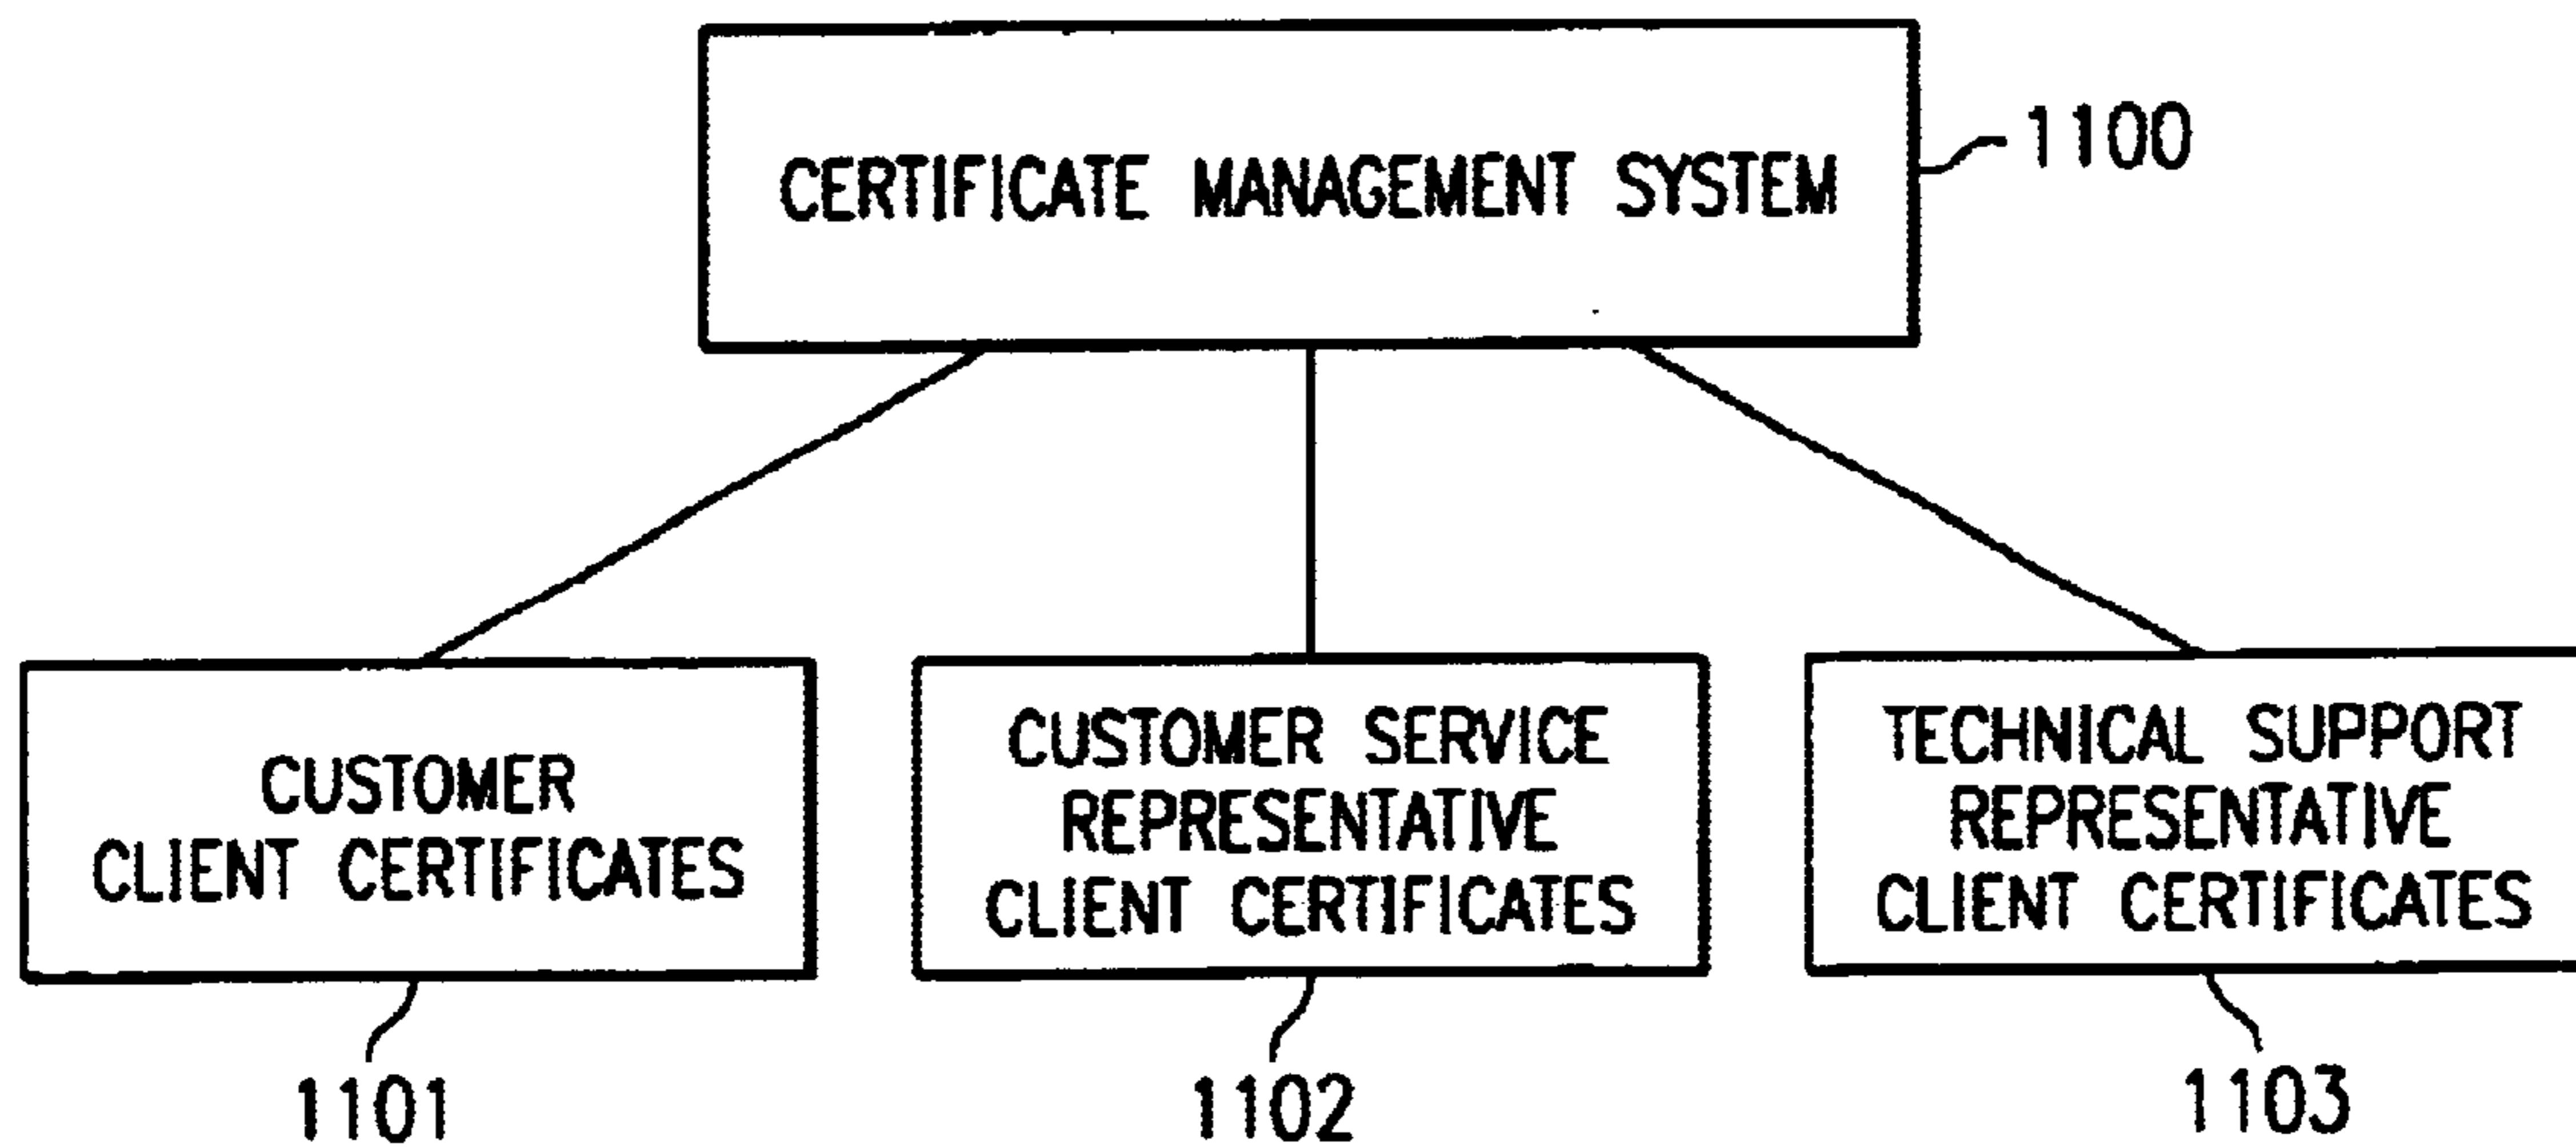 CERTIFICATE MANAGEMENT SYSTEM
1100
CUSTOMER
CLIENT CERTIFICATES
1101
CUSTOMER SERVICE
REPRESENTATIVE
CLIENT CERTIFICATES
1102
TECHNICAL SUPPORT
REPRESENTATIVE
CLIENT CERTIFICATES
1103